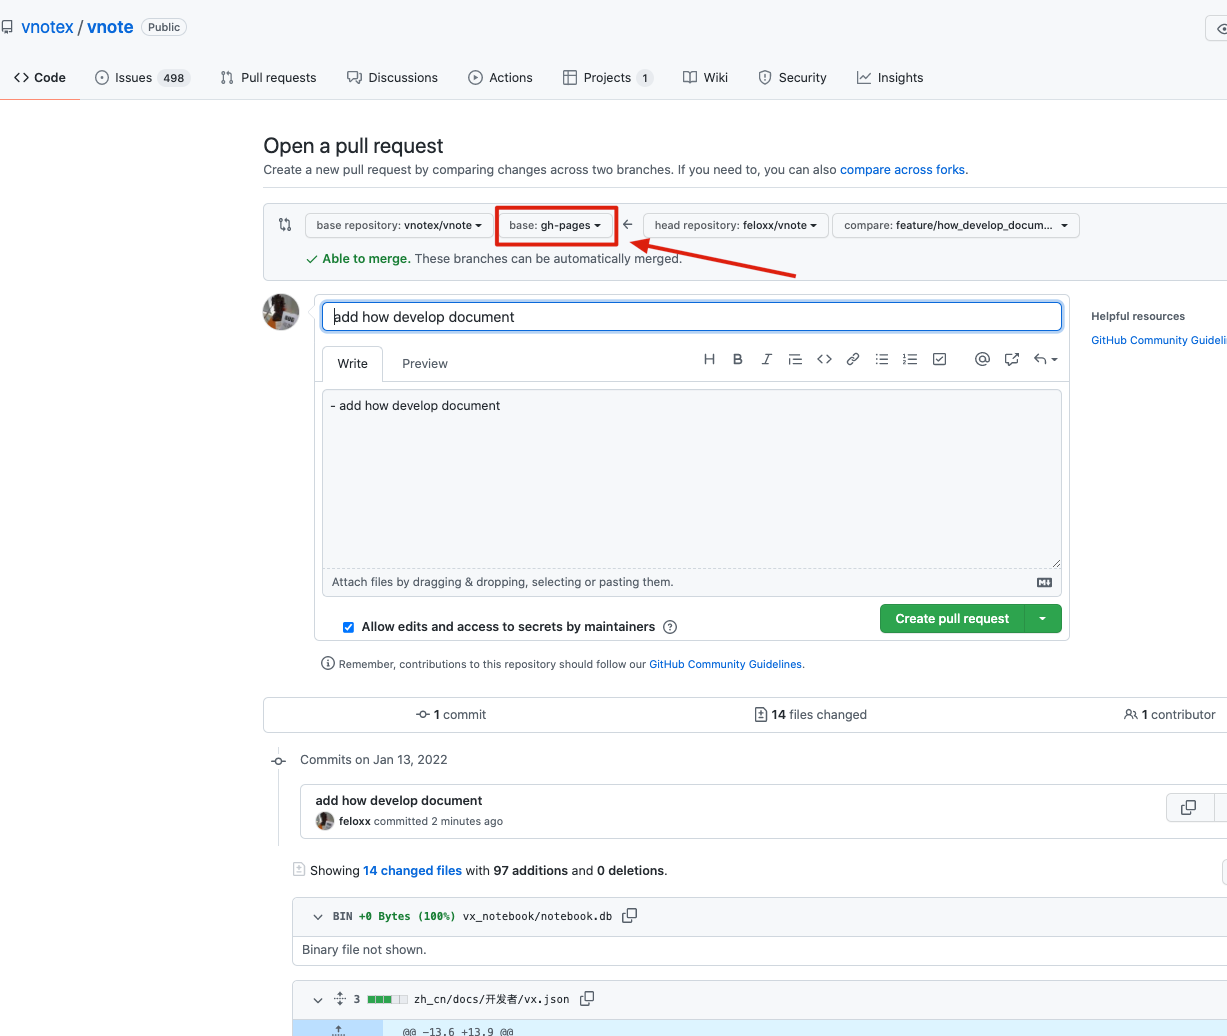 vnotex / vnote Public
Code Issues 498 Pull requests Discussions Actions Projects 1 Wiki Security Insights
Open a pull request
Create a new pull request by comparing changes across two branches. If you need to, you can also compare across forks.
base repository: vnotex/vnote base: gh-pages head repository: feloxx/vnote compare: feature/how_develop_docum...
Able to merge. These branches can be automatically merged.
add how develop document
Helpful resources
GitHub Community Guideli
Write Preview
- add how develop document
Attach files by dragging & dropping, selecting or pasting them.
Allow edits and access to secrets by maintainers
Create pull request
Remember, contributions to this repository should follow our GitHub Community Guidelines.
1 commit 14 files changed 1 contributor
Commits on Jan 13, 2022
add how develop document
feloxx committed 2 minutes ago
Showing 14 changed files with 97 additions and 0 deletions.
BIN +0 Bytes (100%) vx_notebook/notebook.db
Binary file not shown.
3 zh_cn/docs/开发者/vx.json
@@ -13,6 +13,9 @@